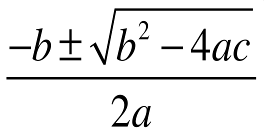 −b ± √b² − 4ac
2a